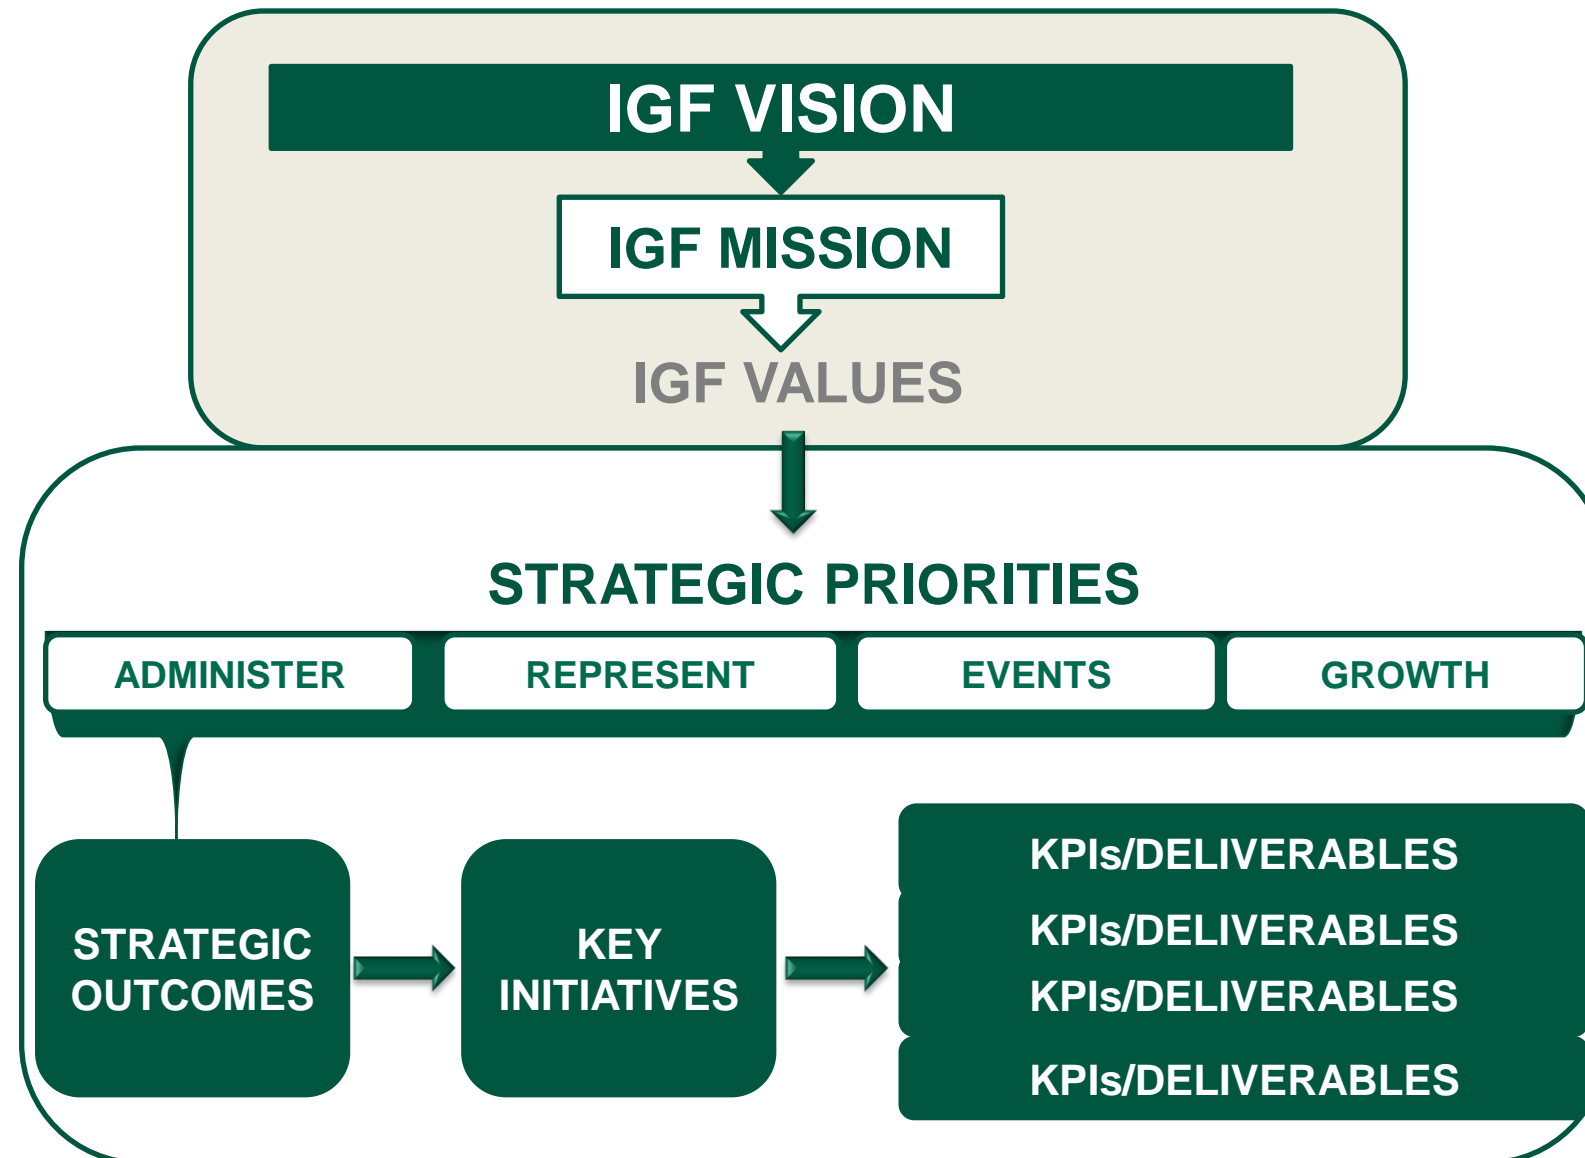 IGF VISION
IGF MISSION
IGF VALUES
STRATEGIC PRIORITIES
ADMINISTER
REPRESENT
EVENTS
GROWTH
STRATEGIC
OUTCOMES
KEY
INITIATIVES
KPIs/DELIVERABLES
KPIs/DELIVERABLES
KPIs/DELIVERABLES
KPIs/DELIVERABLES